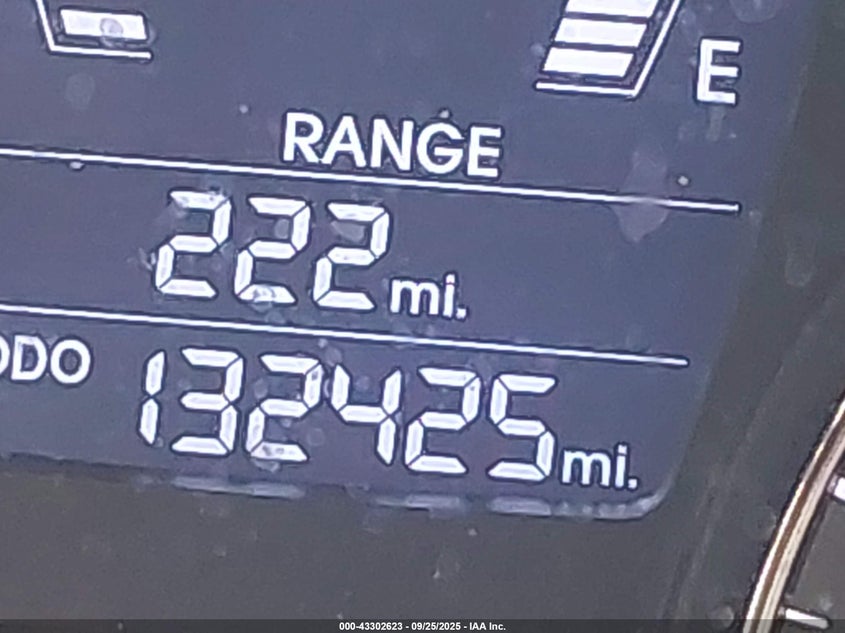 E
RANGE
222 mi.
ODO 132425 mi.
000-43302623 - 09/25/2025 - IAA Inc.